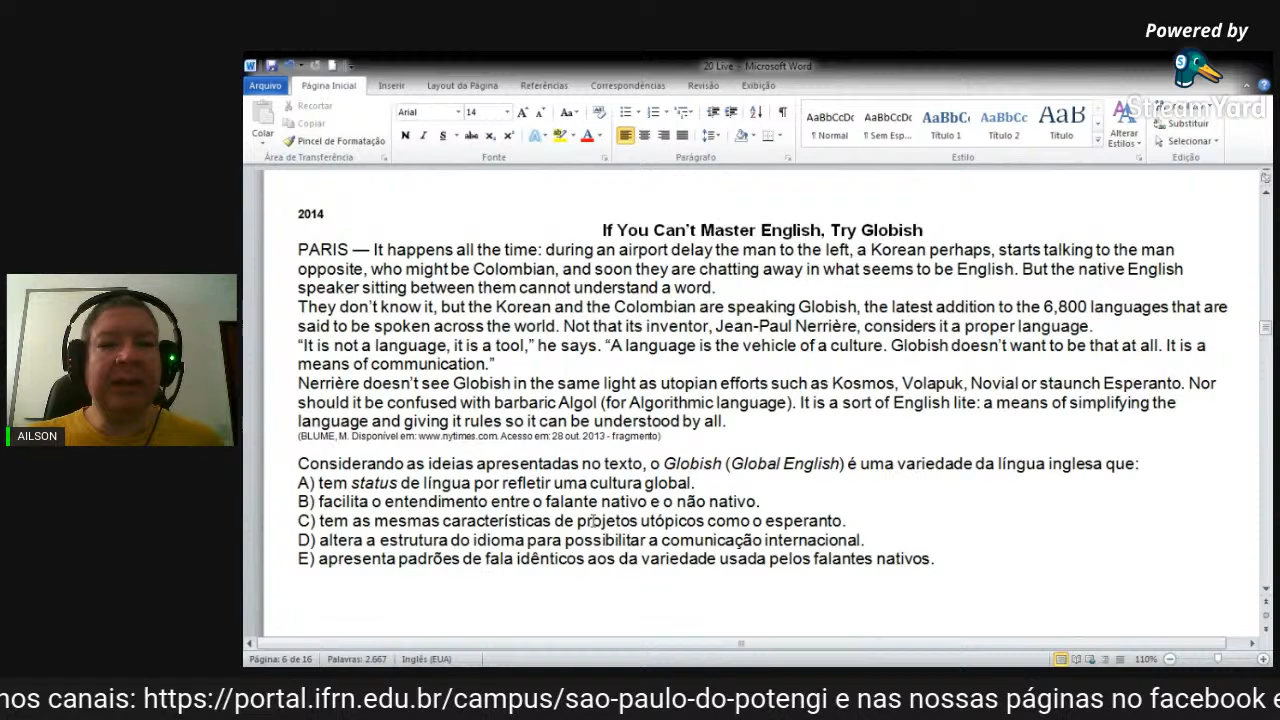 Powered by
StreamYard
20 Live - Microsoft Word
Arquivo Página Inicial Inserir Layout da Página Referências Correspondências Revisão Exibição
Colar
Recortar
Copiar
Pincel de Formatação
Área de Transferência
Arial 14
Fonte
Parágrafo
AaBbCcDc AaBbCcDc AaBbC AaBbCc AaB
¶ Normal ¶ Sem Esp... Título 1 Título 2 Título
Alterar
Estilos
Estilo
Substituir
Selecionar
Edição
2014
If You Can't Master English, Try Globish
PARIS — It happens all the time: during an airport delay the man to the left, a Korean perhaps, starts talking to the man
opposite, who might be Colombian, and soon they are chatting away in what seems to be English. But the native English
speaker sitting between them cannot understand a word.
They don't know it, but the Korean and the Colombian are speaking Globish, the latest addition to the 6,800 languages that are
said to be spoken across the world. Not that its inventor, Jean-Paul Nerrière, considers it a proper language.
“It is not a language, it is a tool,” he says. “A language is the vehicle of a culture. Globish doesn't want to be that at all. It is a
means of communication.”
Nerrière doesn't see Globish in the same light as utopian efforts such as Kosmos, Volapuk, Novial or staunch Esperanto. Nor
should it be confused with barbaric Algol (for Algorithmic language). It is a sort of English lite: a means of simplifying the
language and giving it rules so it can be understood by all.
(BLUME, M. Disponível em: www.nytimes.com. Acesso em: 28 out. 2013 - fragmento)
Considerando as ideias apresentadas no texto, o Globish (Global English) é uma variedade da língua inglesa que:
A) tem status de língua por refletir uma cultura global.
B) facilita o entendimento entre o falante nativo e o não nativo.
C) tem as mesmas características de projetos utópicos como o esperanto.
D) altera a estrutura do idioma para possibilitar a comunicação internacional.
E) apresenta padrões de fala idênticos aos da variedade usada pelos falantes nativos.
AILSON
Página: 6 de 16 Palavras: 2.667 Inglês (EUA) 110%
nos canais: https://portal.ifrn.edu.br/campus/sao-paulo-do-potengi e nas nossas páginas no facebook e